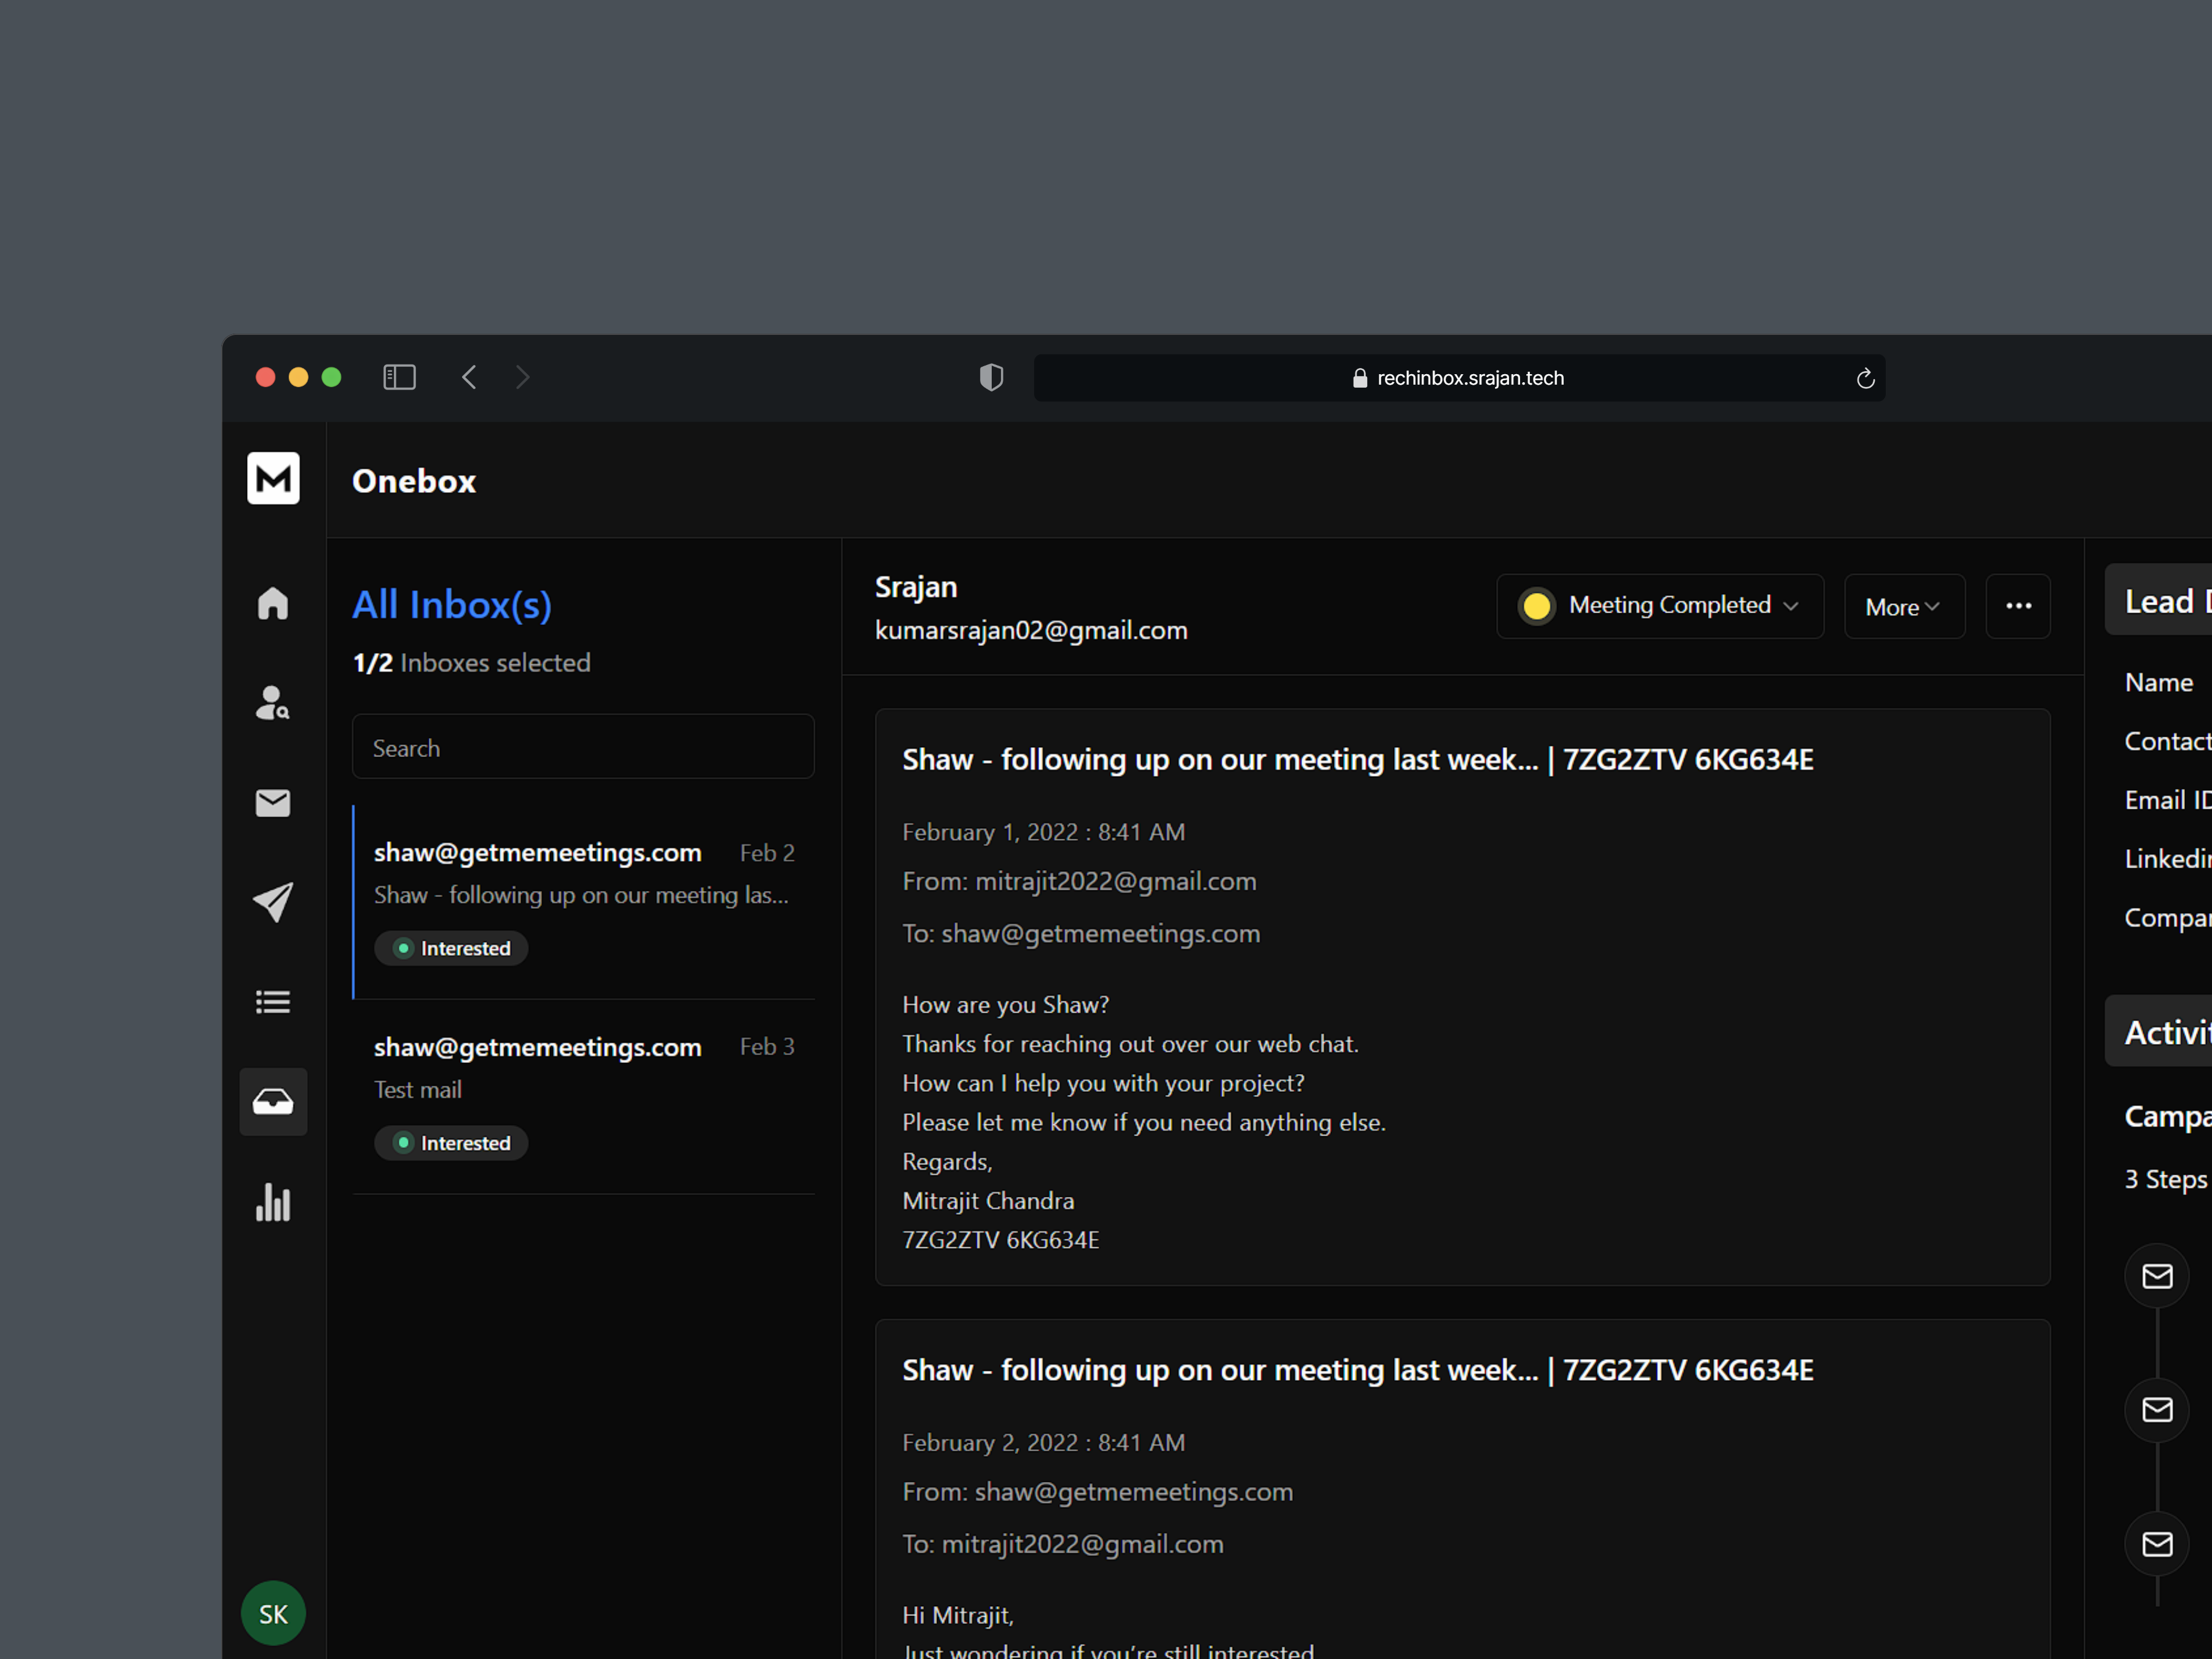 rechinbox.srajan.tech
M
Onebox
All Inbox(s)
1/2 Inboxes selected
Search
shaw@getmemeetings.com Feb 2
Shaw - following up on our meeting las...
Interested
shaw@getmemeetings.com Feb 3
Test mail
Interested
SK
Srajan
kumarsrajan02@gmail.com
Meeting Completed
More
Shaw - following up on our meeting last week... | 7ZG2ZTV 6KG634E
February 1, 2022 : 8:41 AM
From: mitrajit2022@gmail.com
To: shaw@getmemeetings.com
How are you Shaw?
Thanks for reaching out over our web chat.
How can I help you with your project?
Please let me know if you need anything else.
Regards,
Mitrajit Chandra
7ZG2ZTV 6KG634E
Shaw - following up on our meeting last week... | 7ZG2ZTV 6KG634E
February 2, 2022 : 8:41 AM
From: shaw@getmemeetings.com
To: mitrajit2022@gmail.com
Hi Mitrajit,
Just wondering if you’re still interested
Lead
Name
Contact
Email ID
Linkedin
Activit
Campa
3 Steps